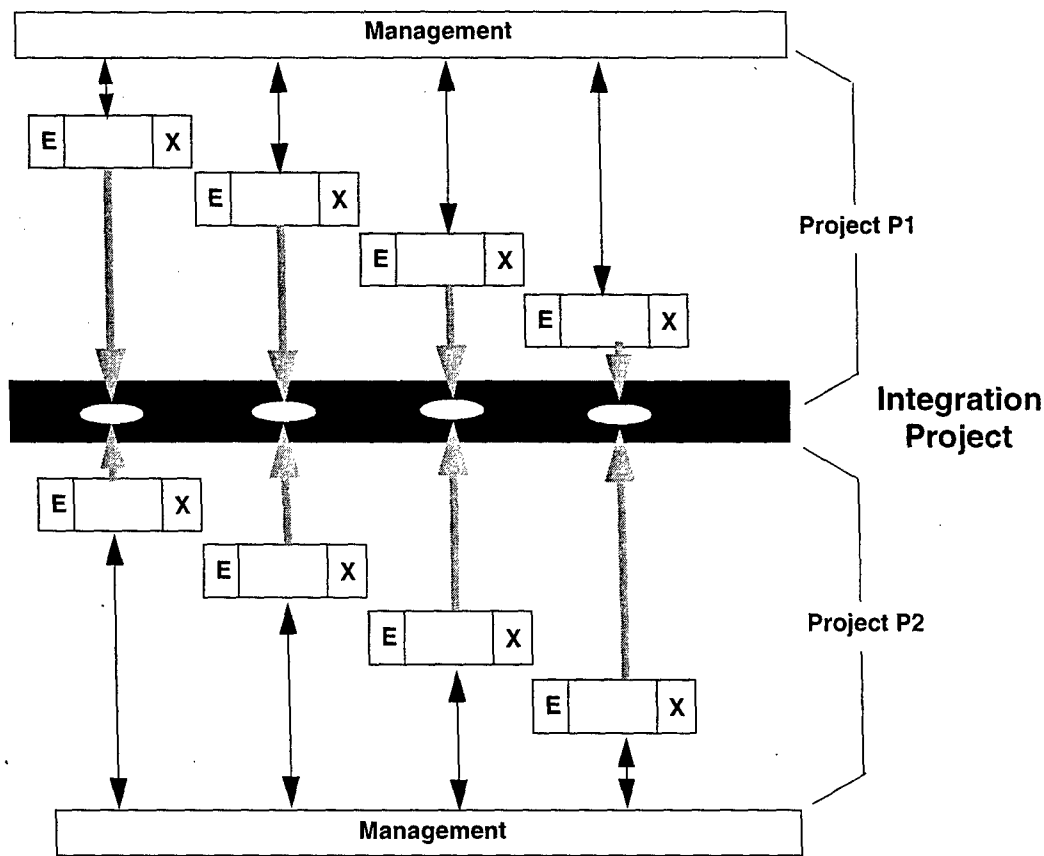 Management
E X
E X
E X
E X
Project P1
Integration
Project
E X
E X
E X
E X
Project P2
Management